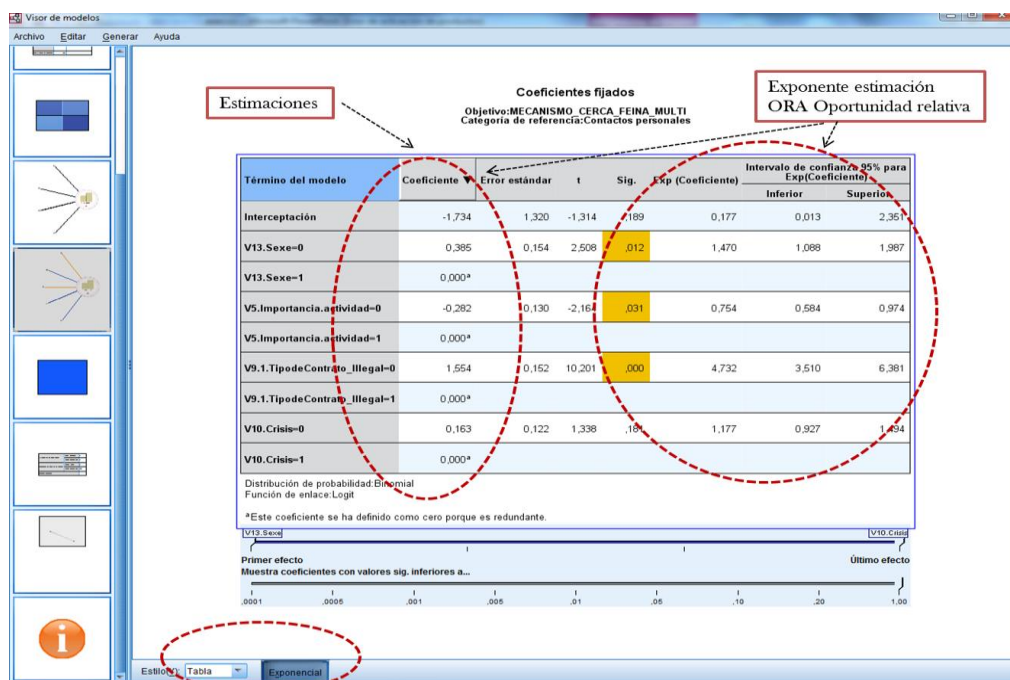 Visor de modelos
Archivo Editar Generar Ayuda
Estimaciones
Coeficientes fijados
Objetivo:MECANISMO_CERCA_FEINA_MULTI
Categoría de referencia:Contactos personales
Exponente estimación
ORA Oportunidad relativa
Término del modelo Coeficiente ▼ Error estándar t Sig. Exp (Coeficiente) Intervalo de confianza 95% para Exp(Coeficiente)
Inferior Superior
Interceptación -1,734 1,320 -1,314 ,189 0,177 0,013 2,351
V13.Sexe=0 0,385 0,154 2,508 ,012 1,470 1,088 1,987
V13.Sexe=1 0,000ª
V5.Importancia.actividad=0 -0,282 0,130 -2,164 ,031 0,754 0,584 0,974
V5.Importancia.actividad=1 0,000ª
V9.1.TipodeContrato_Illegal=0 1,554 0,152 10,201 ,000 4,732 3,510 6,381
V9.1.TipodeContrato_Illegal=1 0,000ª
V10.Crisis=0 0,163 0,122 1,338 ,181 1,177 0,927 1,494
V10.Crisis=1 0,000ª
Distribución de probabilidad:Binomial
Función de enlace:Logit
ªEste coeficiente se ha definido como cero porque es redundante.
V13.Sexe V10.Crisis
Primer efecto Último efecto
Muestra coeficientes con valores sig. inferiores a...
,0001 ,0005 ,001 ,005 ,01 ,05 ,10 ,20 1,00
Estilo(Y): Tabla Exponencial